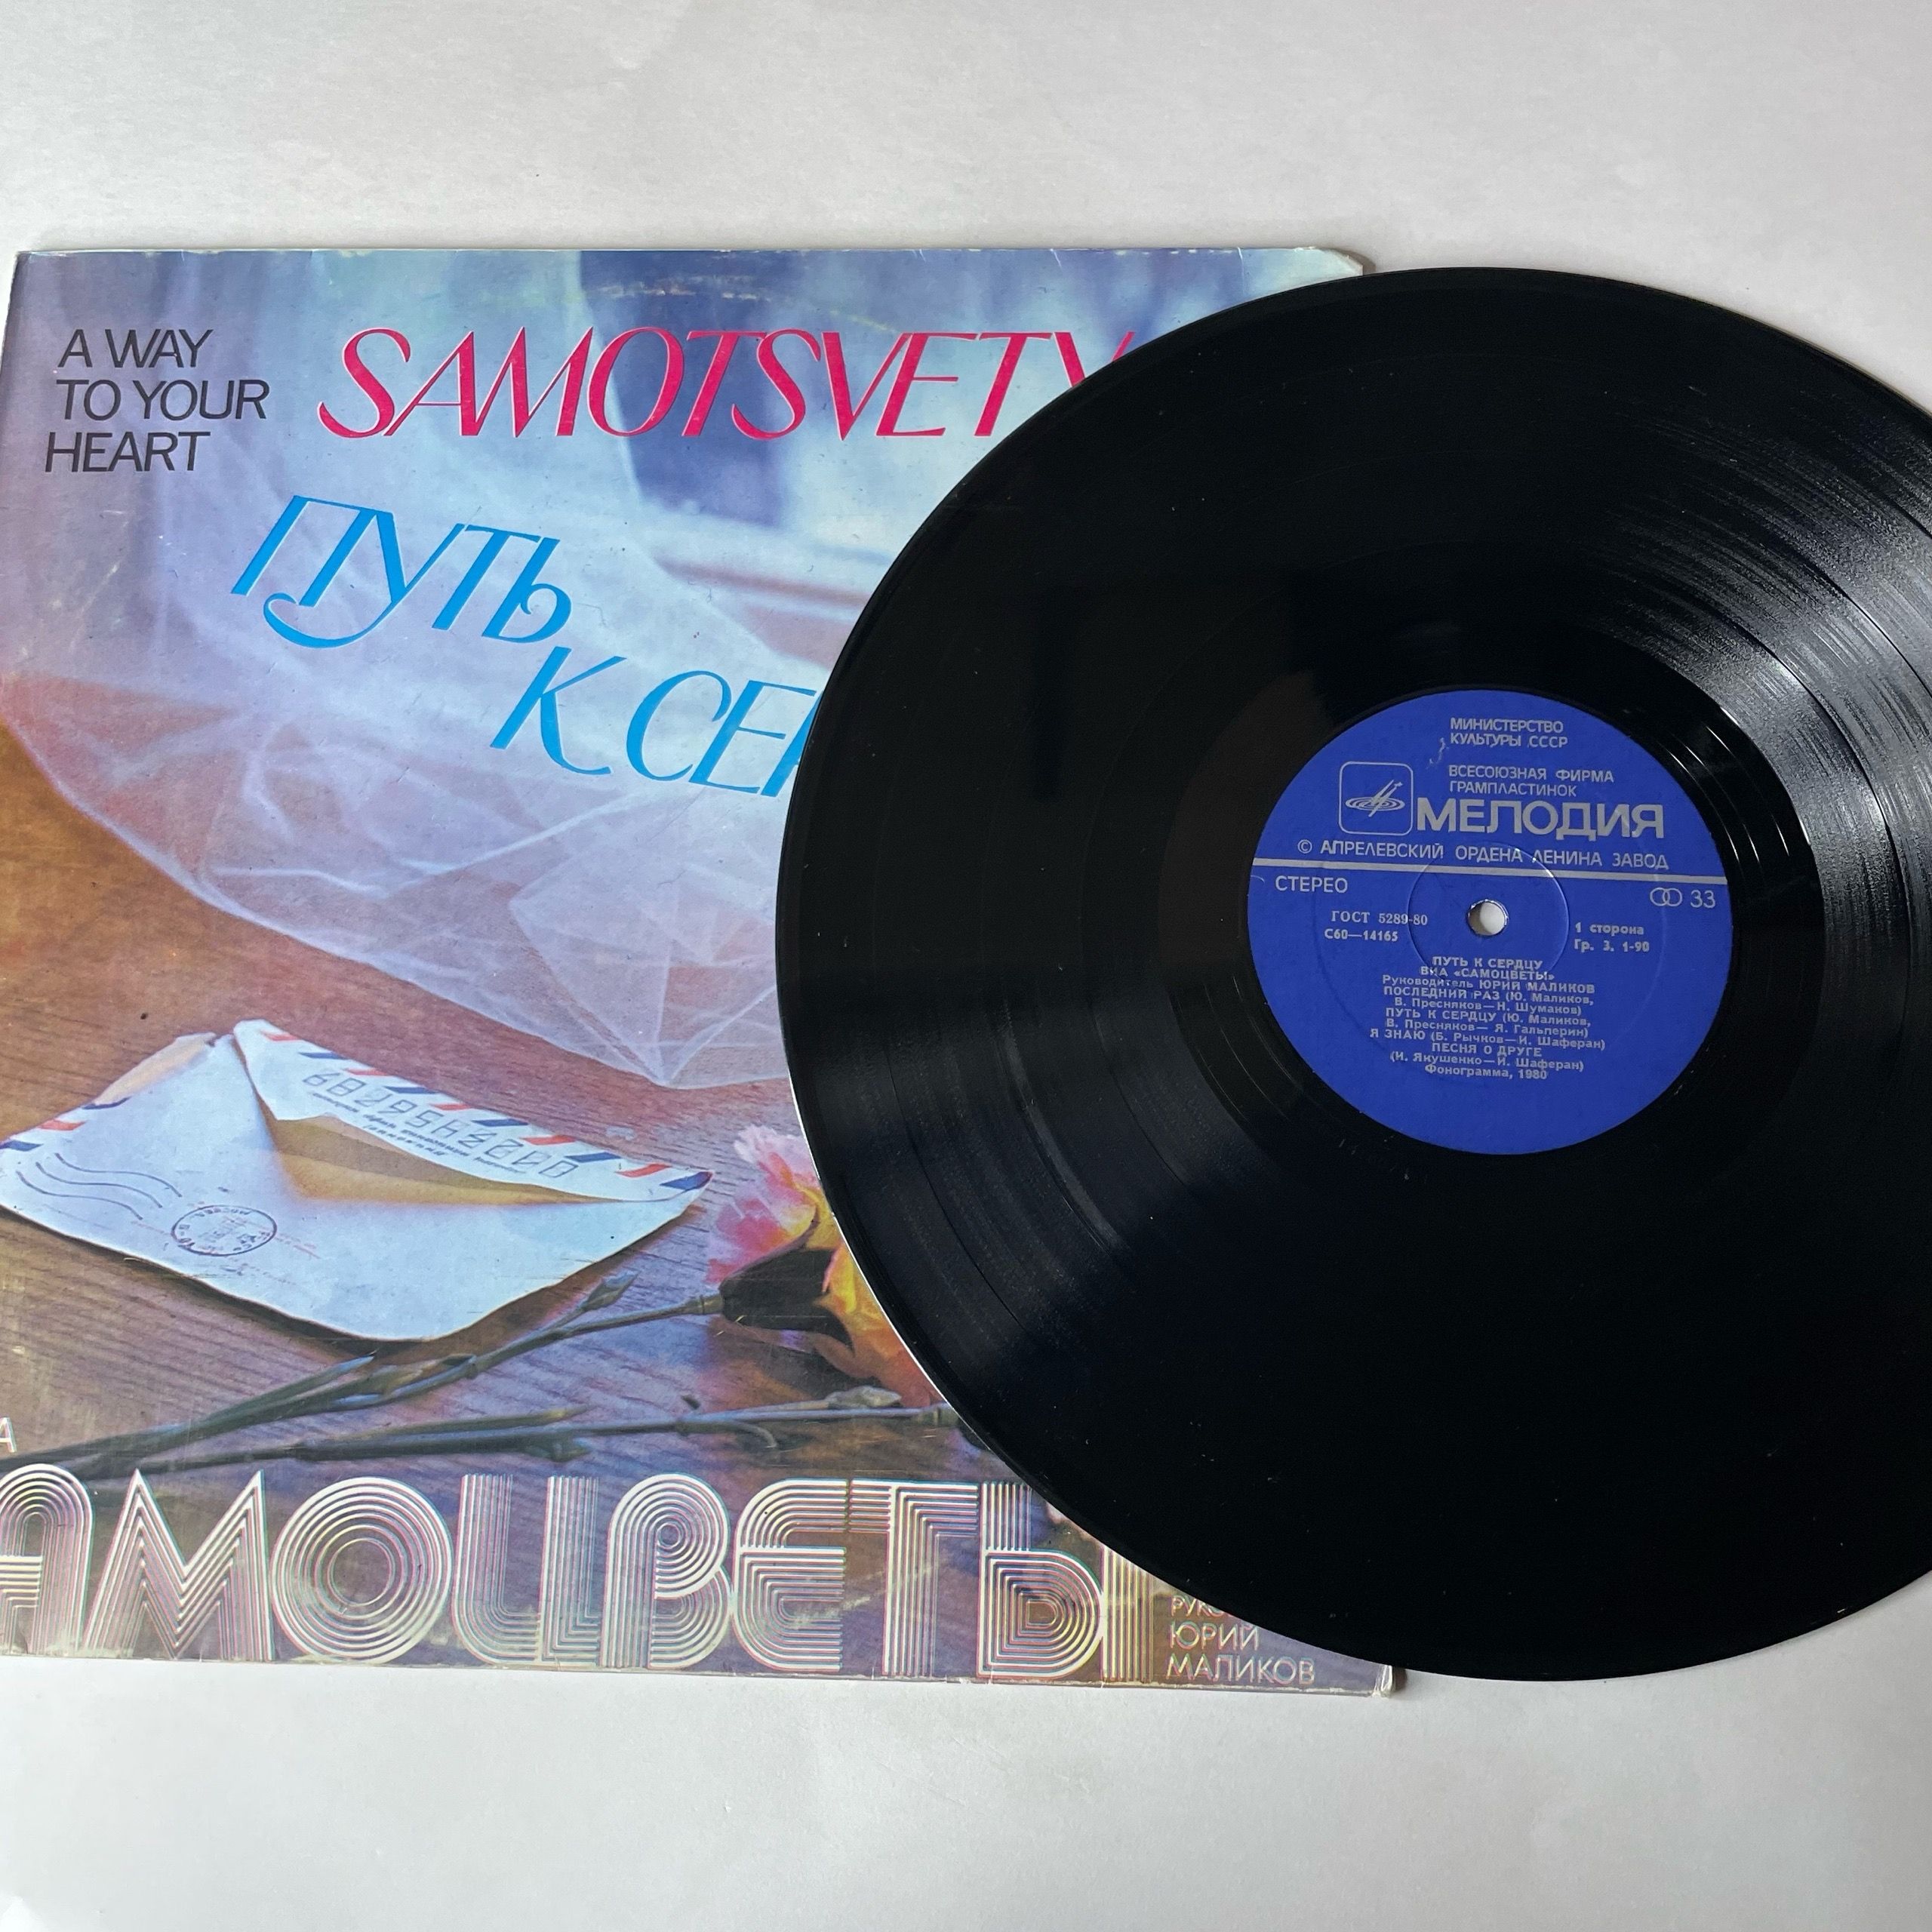 A WAY
TO YOUR
HEART
SAMOTSVETY
ПУТЬ
К СЕР
А
АМОЦВЕТЫ
РУКО
ЮРИЙ
МАЛИКОВ
МИНИСТЕРСТВО
КУЛЬТУРЫ СССР
ВСЕСОЮЗНАЯ ФИРМА
ГРАМПЛАСТИНОК
МЕЛОДИЯ
© АПРЕЛЕВСКИЙ ОРДЕНА ЛЕНИНА ЗАВОД
СТЕРЕО
33
ГОСТ 5289-80
С60—14165
1 сторона
Гр. 3. 1-90
ПУТЬ К СЕРДЦУ
ВИА «САМОЦВЕТЫ»
Руководитель ЮРИЙ МАЛИКОВ
ПОСЛЕДНИЙ РАЗ (Ю. Маликов,
В. Пресняков—Н. Шумаков)
ПУТЬ К СЕРДЦУ (Ю. Маликов,
В. Пресняков— Я. Гальперин)
Я ЗНАЮ (Б. Рычков—И. Шаферан)
ПЕСНЯ О ДРУГЕ
(И. Якушенко—И. Шаферан)
Фонограмма, 1980